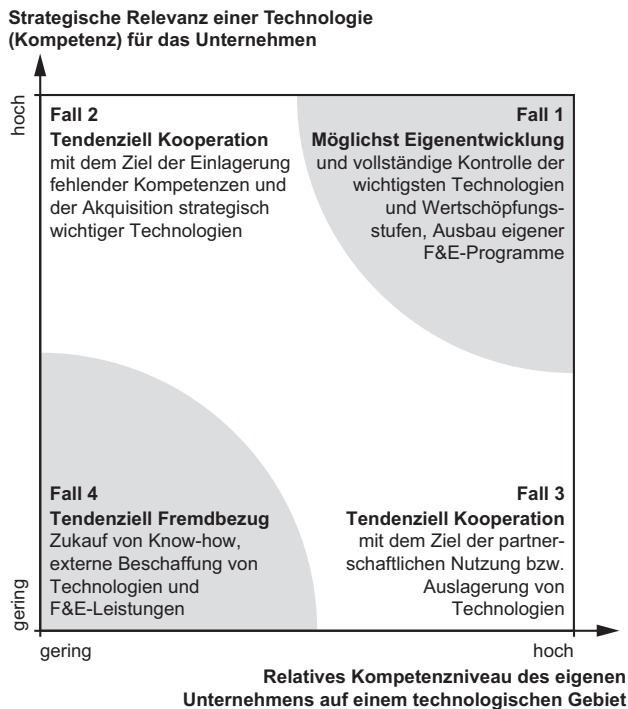 Strategische Relevanz einer Technologie
(Kompetenz) für das Unternehmen
hoch
Fall 2
Tendenziell Kooperation
mit dem Ziel der Einlagerung
fehlender Kompetenzen und
der Akquisition strategisch
wichtiger Technologien
Fall 1
Möglichst Eigenentwicklung
und vollständige Kontrolle der
wichtigsten Technologien
und Wertschöpfungs-
stufen, Ausbau eigener
F&E-Programme
Fall 4
Tendenziell Fremdbezug
Zukauf von Know-how,
externe Beschaffung von
Technologien und
F&E-Leistungen
Fall 3
Tendenziell Kooperation
mit dem Ziel der partner-
schaftlichen Nutzung bzw.
Auslagerung von
Technologien
gering
gering
hoch
Relatives Kompetenzniveau des eigenen
Unternehmens auf einem technologischen Gebiet